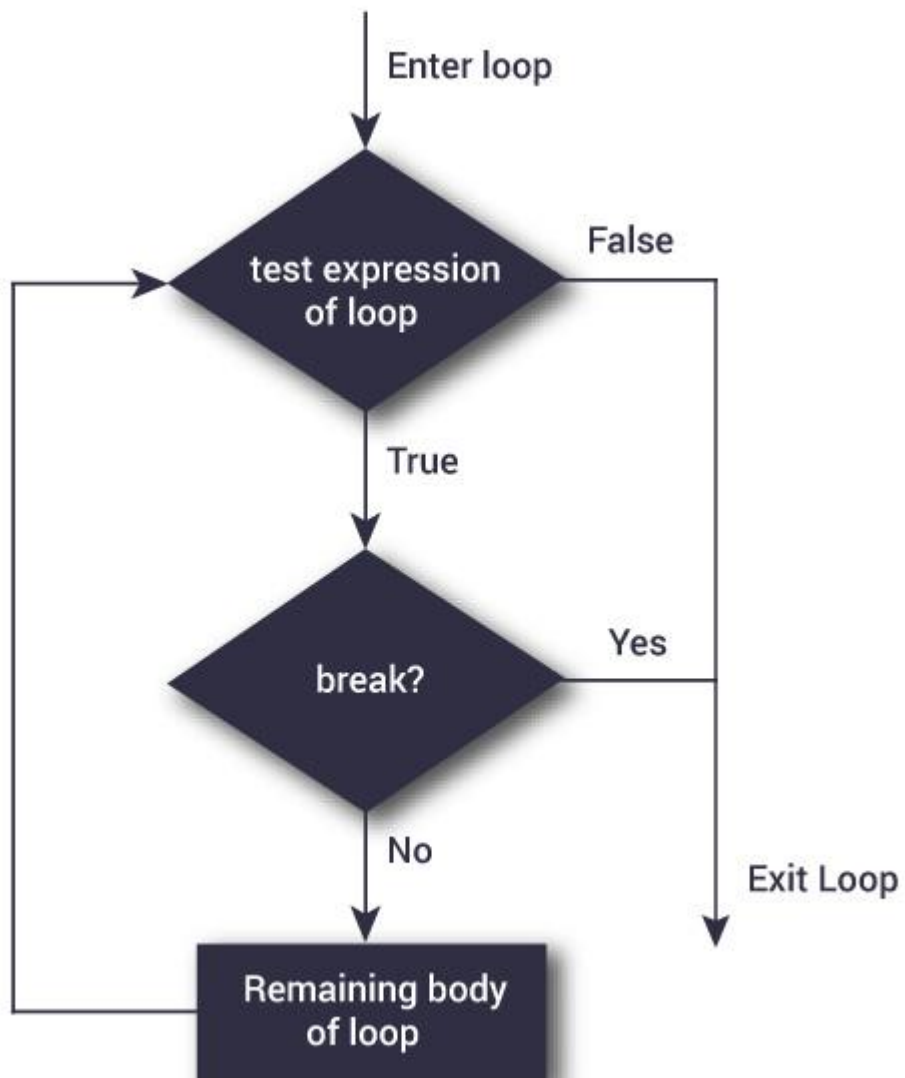 Enter loop
test expression
of loop
False
True
break?
Yes
No
Exit Loop
Remaining body
of loop